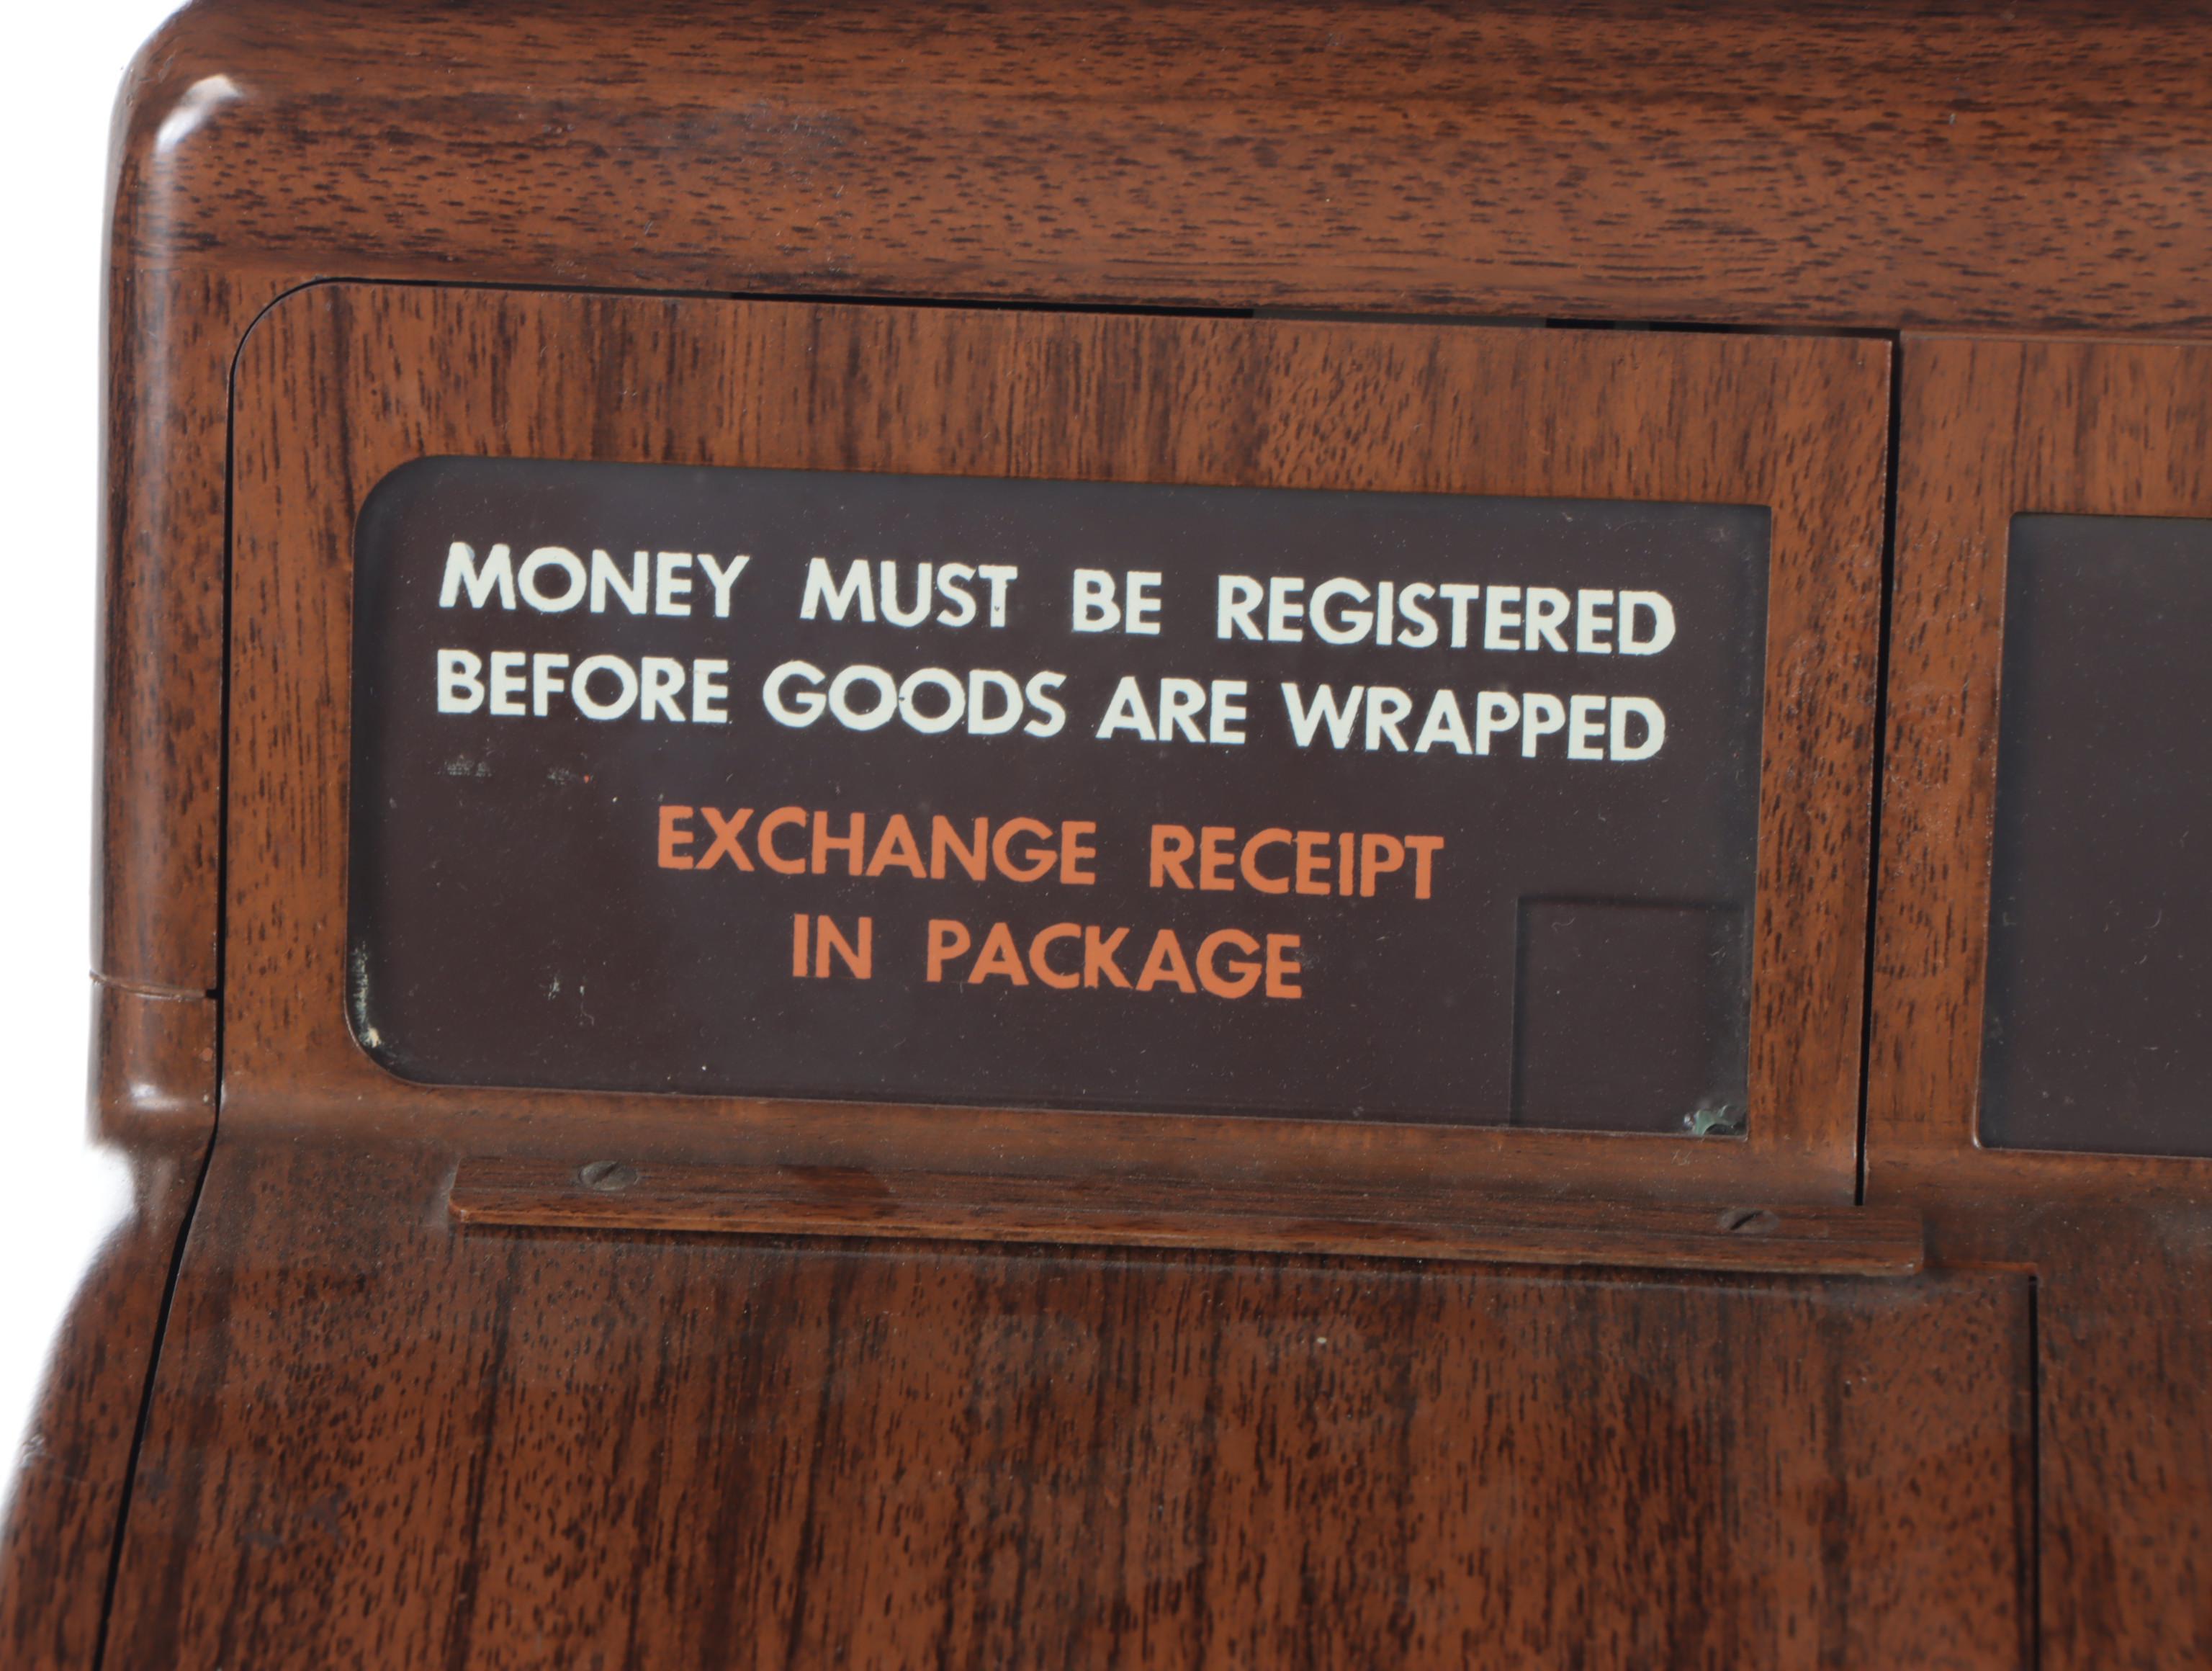 MONEY MUST BE REGISTERED
BEFORE GOODS ARE WRAPPED
EXCHANGE RECEIPT
IN PACKAGE